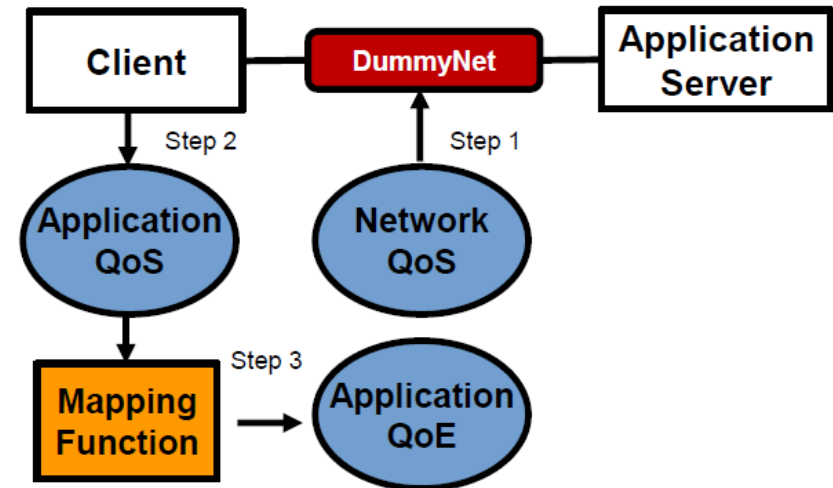 Client
DummyNet
Application
Server
Step 2
Step 1
Application
QoS
Network
QoS
Step 3
Mapping
Function
Application
QoE